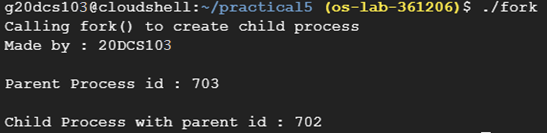 g20dcs103@cloudshell:~/practical5 (os-lab-361206)$ ./fork
Calling fork() to create child process
Made by : 20DCS103
Parent Process id : 703
Child Process with parent id : 702